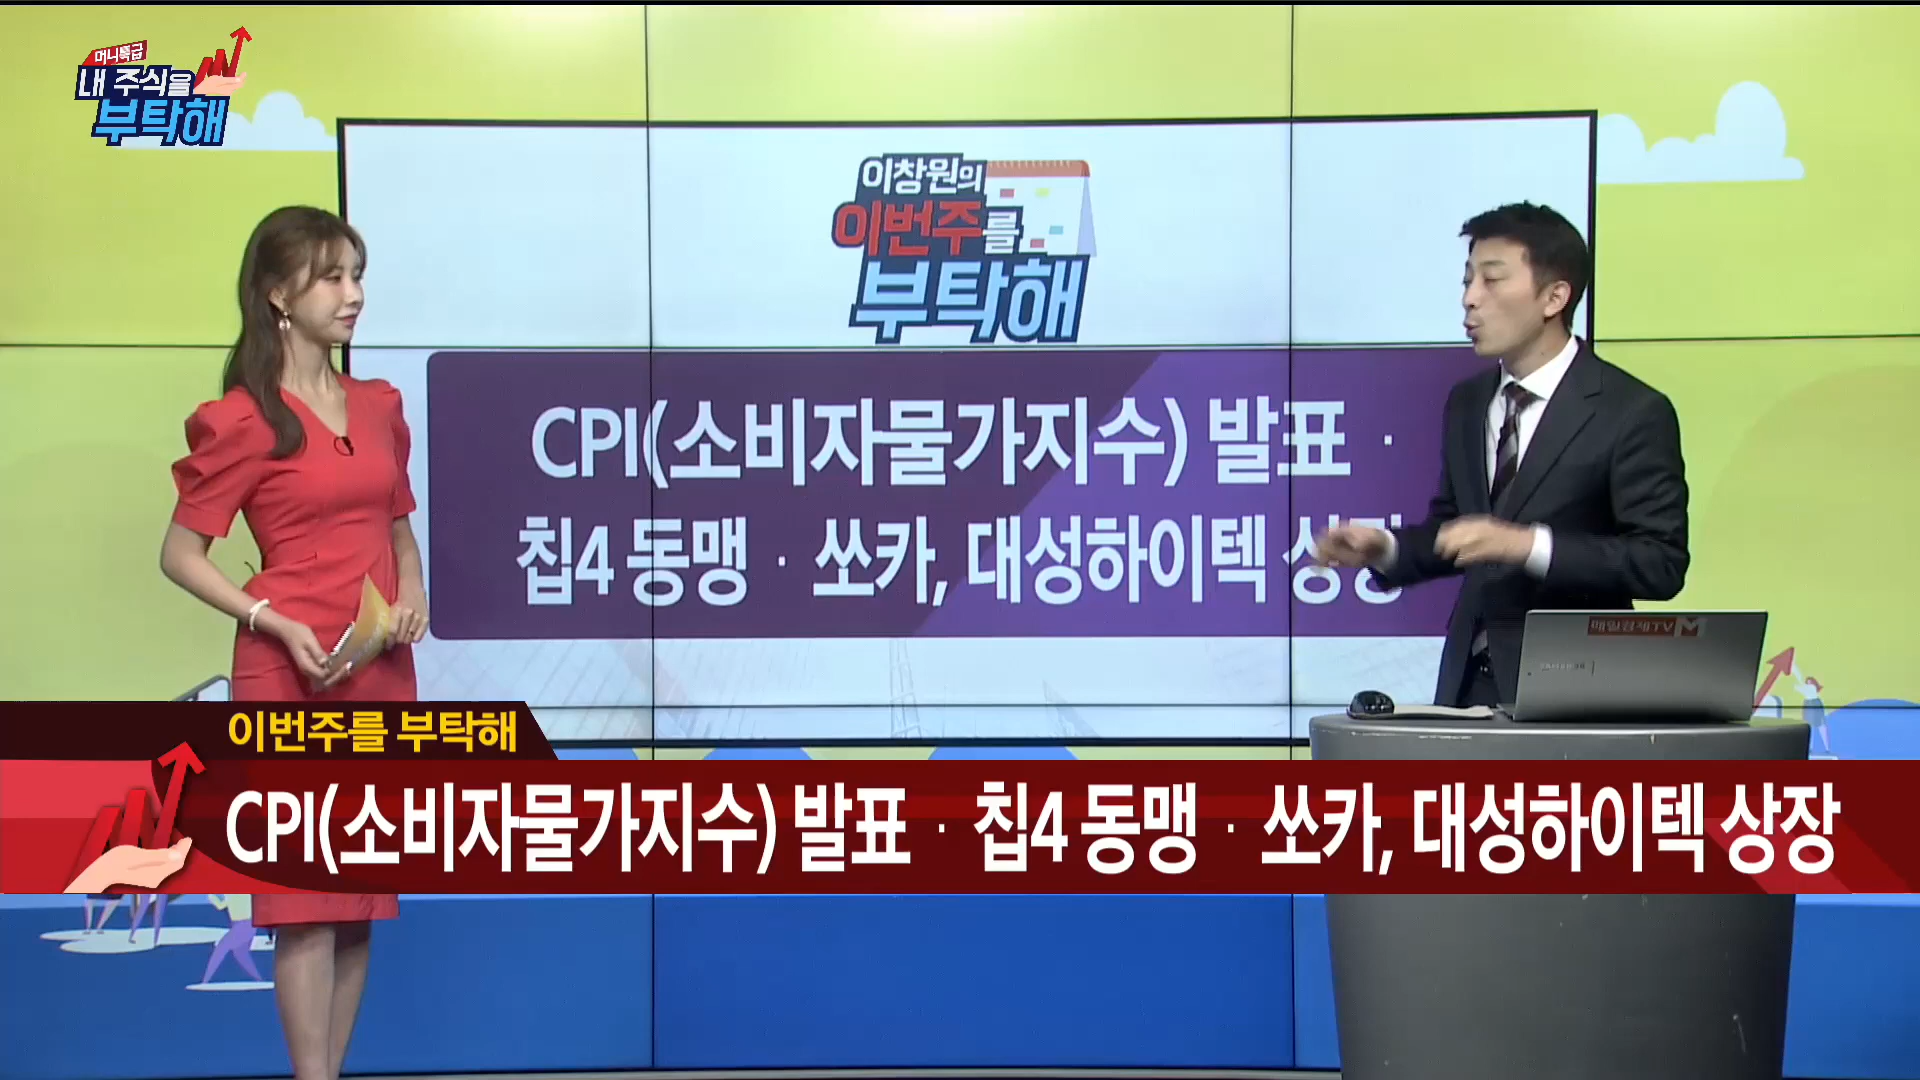 머니특급
내 주식을
부탁해
이창원의
이번주를
부탁해
CPI(소비자물가지수) 발표 ·
칩4 동맹 · 쏘카, 대성하이텍 상장
매일경제TV M
이번주를 부탁해
CPI(소비자물가지수) 발표 · 칩4 동맹 · 쏘카, 대성하이텍 상장